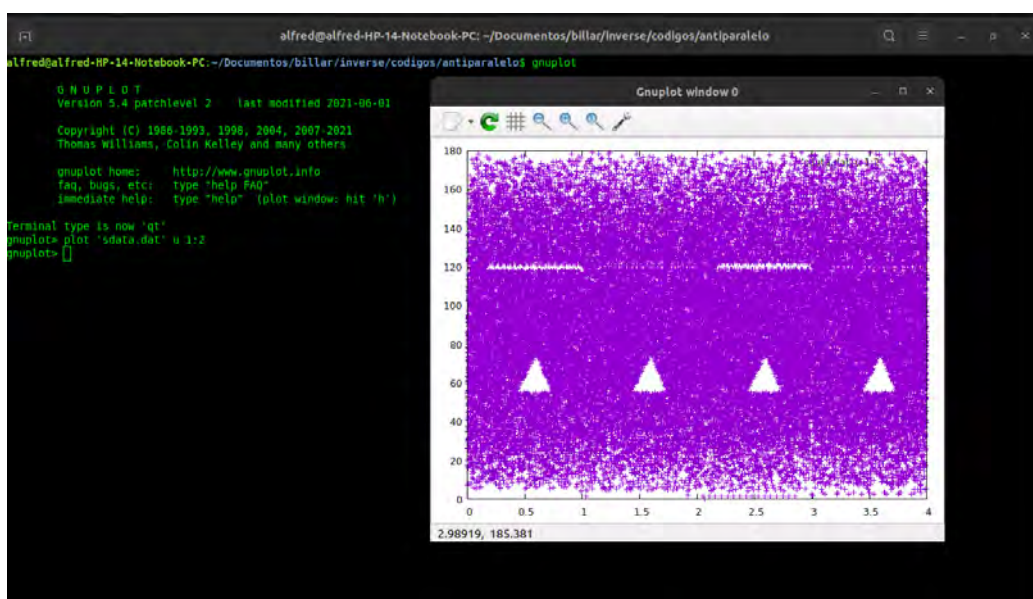 alfred@alfred-HP-14-Notebook-PC: ~/Documentos/billar/inverse/codigos/antiparalelo
alfred@alfred-HP-14-Notebook-PC:~/Documentos/billar/inverse/codigos/antiparalelo$ gnuplot
G N U P L O T
Version 5.4 patchlevel 2 last modified 2021-06-01
Copyright (C) 1986-1993, 1998, 2004, 2007-2021
Thomas Williams, Colin Kelley and many others
gnuplot home: http://www.gnuplot.info
faq, bugs, etc: type "help FAQ"
immediate help: type "help" (plot window: hit 'h')
Terminal type is now 'qt'
gnuplot> plot 'sdata.dat' u 1:2
gnuplot>
Gnuplot window 0
180
160
140
120
100
80
60
40
20
0
0 0.5 1 1.5 2 2.5 3 3.5 4
2.98919, 185.381